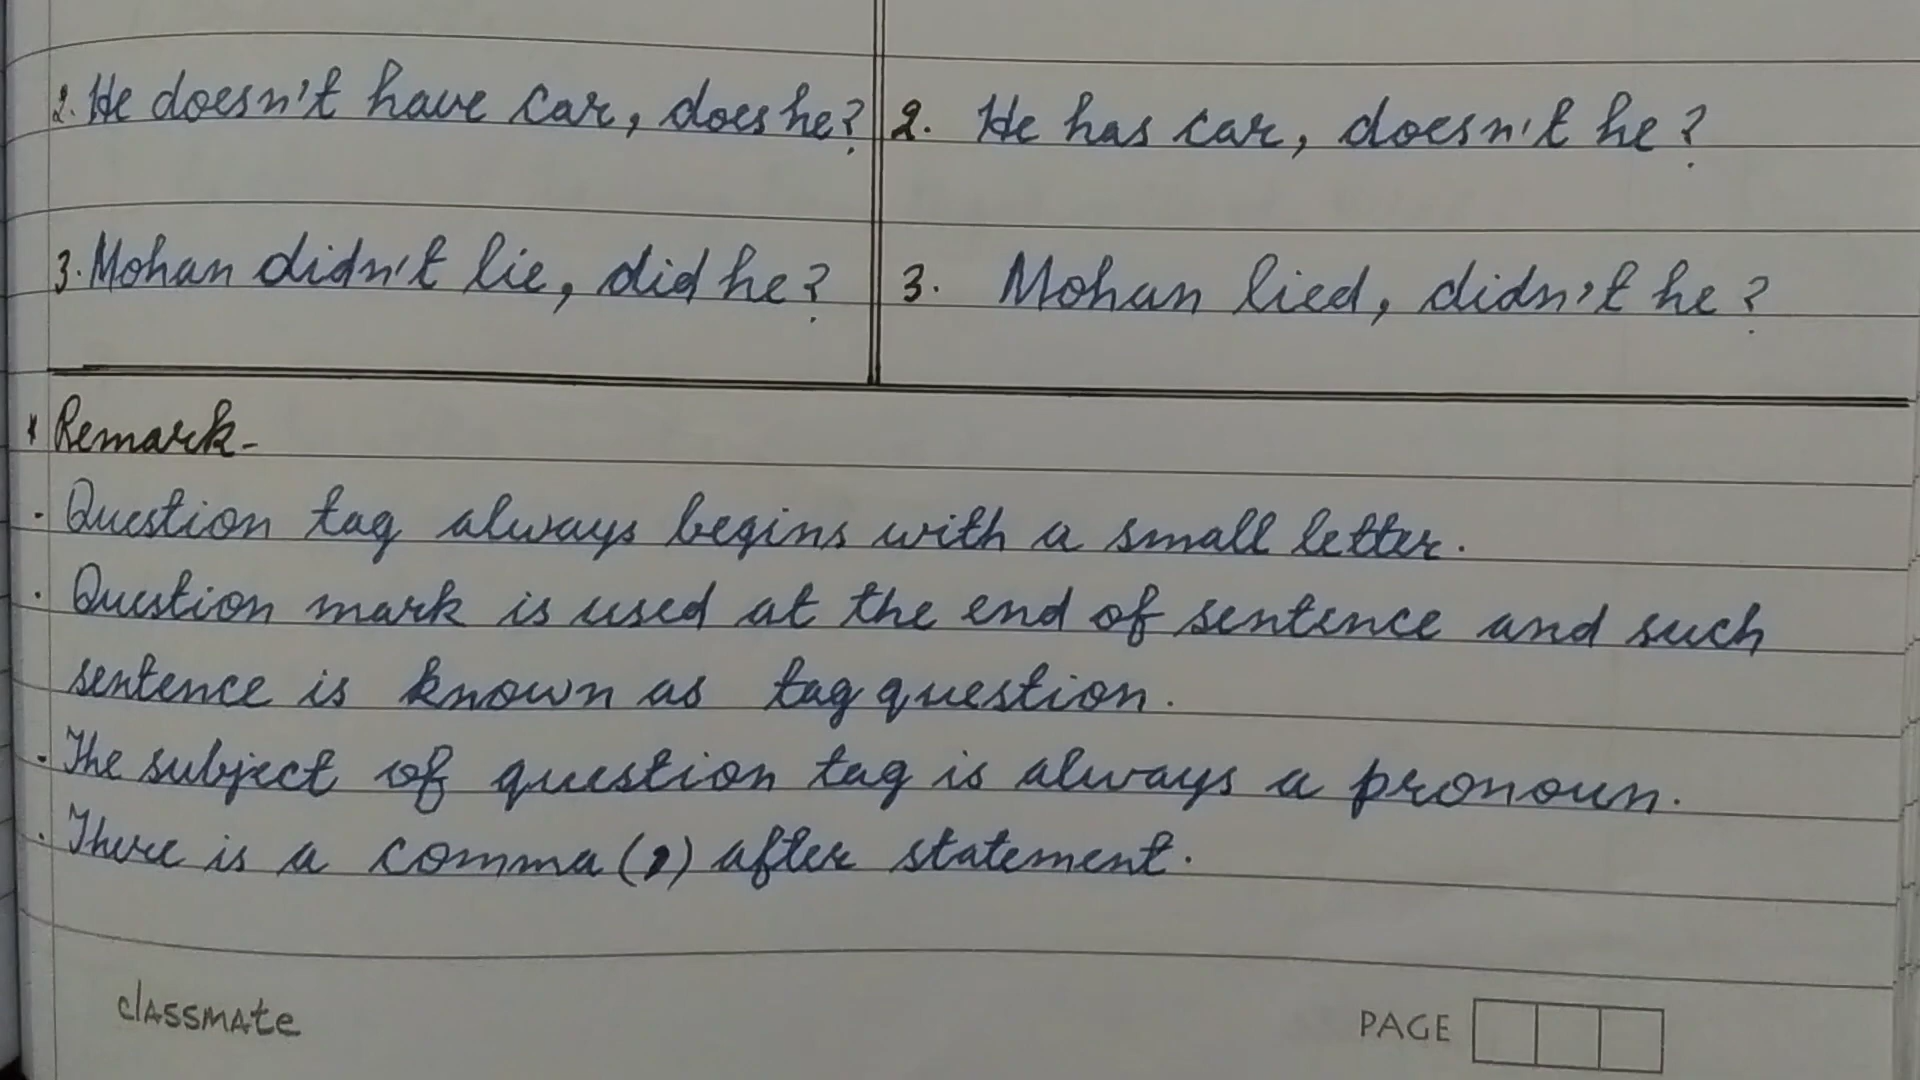 2. He doesn't have car, does he?
2. He has car, doesn't he?
3. Mohan didn't lie, did he?
3. Mohan lied, didn't he?
* Remark-
· Question tag always begins with a small letter.
· Question mark is used at the end of sentence and such
sentence is known as tag question.
· The subject of question tag is always a pronoun.
· There is a comma (,) after statement.
classmate
PAGE